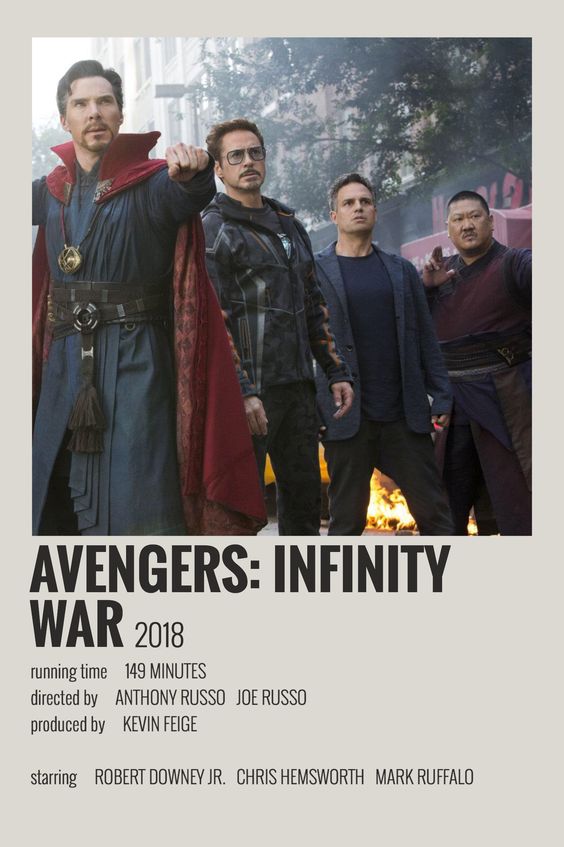 AVENGERS: INFINITY
WAR 2018
running time 149 MINUTES
directed by ANTHONY RUSSO JOE RUSSO
produced by KEVIN FEIGE
starring ROBERT DOWNEY JR. CHRIS HEMSWORTH MARK RUFFALO